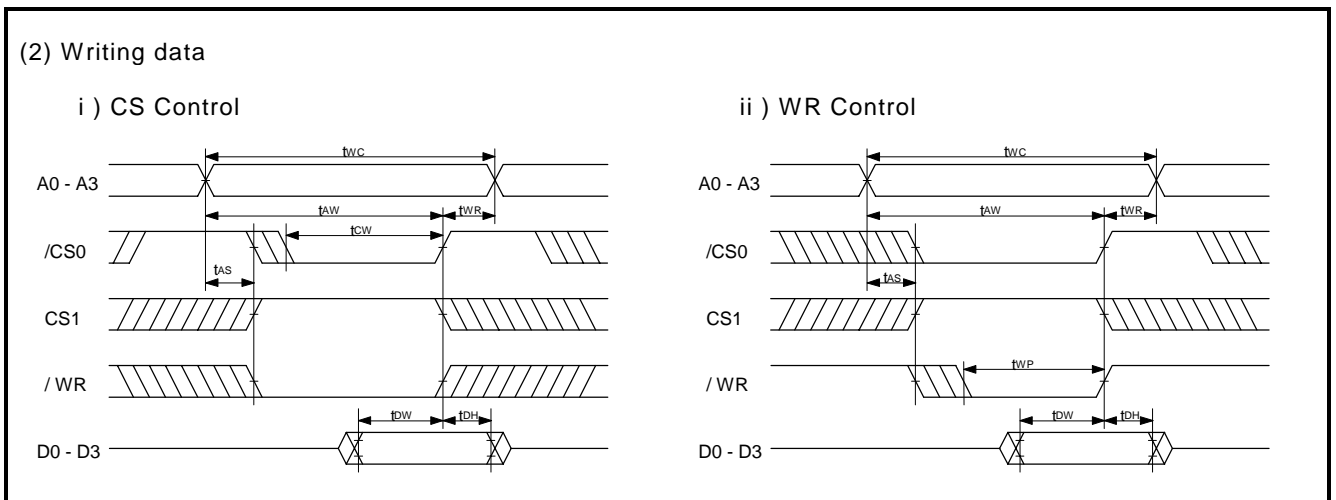 (2) Writing data
i ) CS Control
tWC
A0 - A3
tAW
tWR
tCW
/CS0
tAS
CS1
/ WR
tDW
tDH
D0 - D3
ii ) WR Control
tWC
A0 - A3
tAW
tWR
/CS0
tAS
CS1
tWP
/ WR
tDW
tDH
D0 - D3